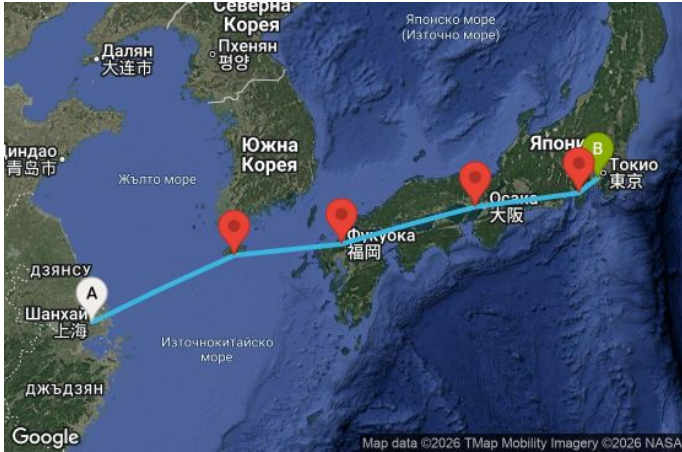 Северна
Корея
Японско море
(Източно море)
Далян
大连市
Пхенян
평양
Южна
Корея
Япони
B
Токио
東京
индао
青岛市
Жълто море
Осака
大阪
Фукуока
福岡
ДЗЯНСУ
A
Шанхай
上海
Източнокитайско
море
ДЖЪДЗЯН
Google
Map data ©2026 TMap Mobility Imagery ©2026 NASA